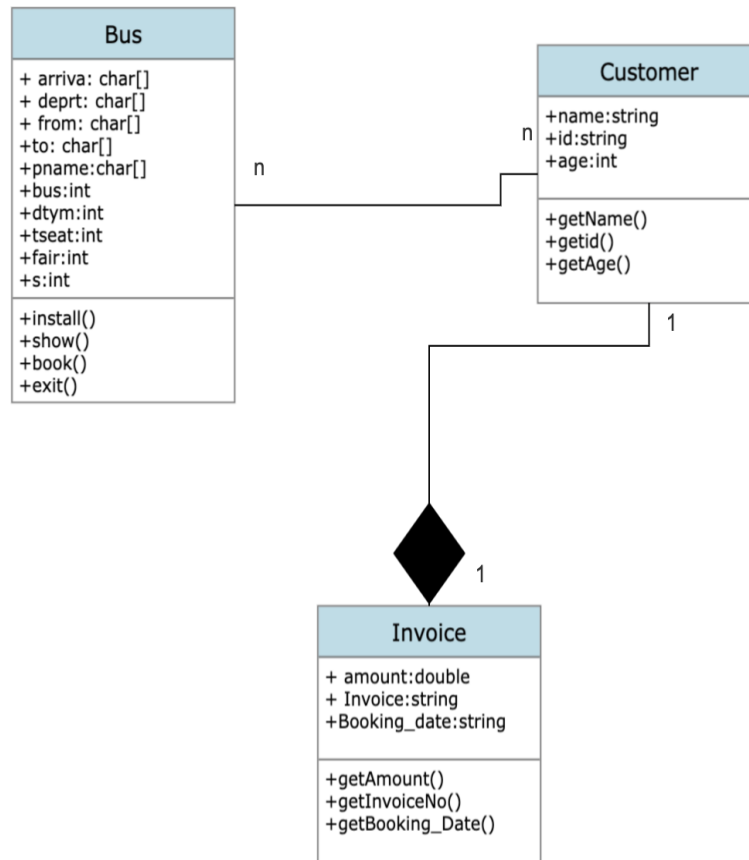 Bus
+ arriva: char[]
+ deprt: char[]
+ from: char[]
+to: char[]
+pname:char[]
+bus:int
+dtym:int
+tseat:int
+fair:int
+s:int
+install()
+show()
+book()
+exit()
n
n
Customer
+name:string
+id:string
+age:int
+getName()
+getid()
+getAge()
1
1
Invoice
+ amount:double
+ Invoice:string
+Booking_date:string
+getAmount()
+getInvoiceNo()
+getBooking_Date()